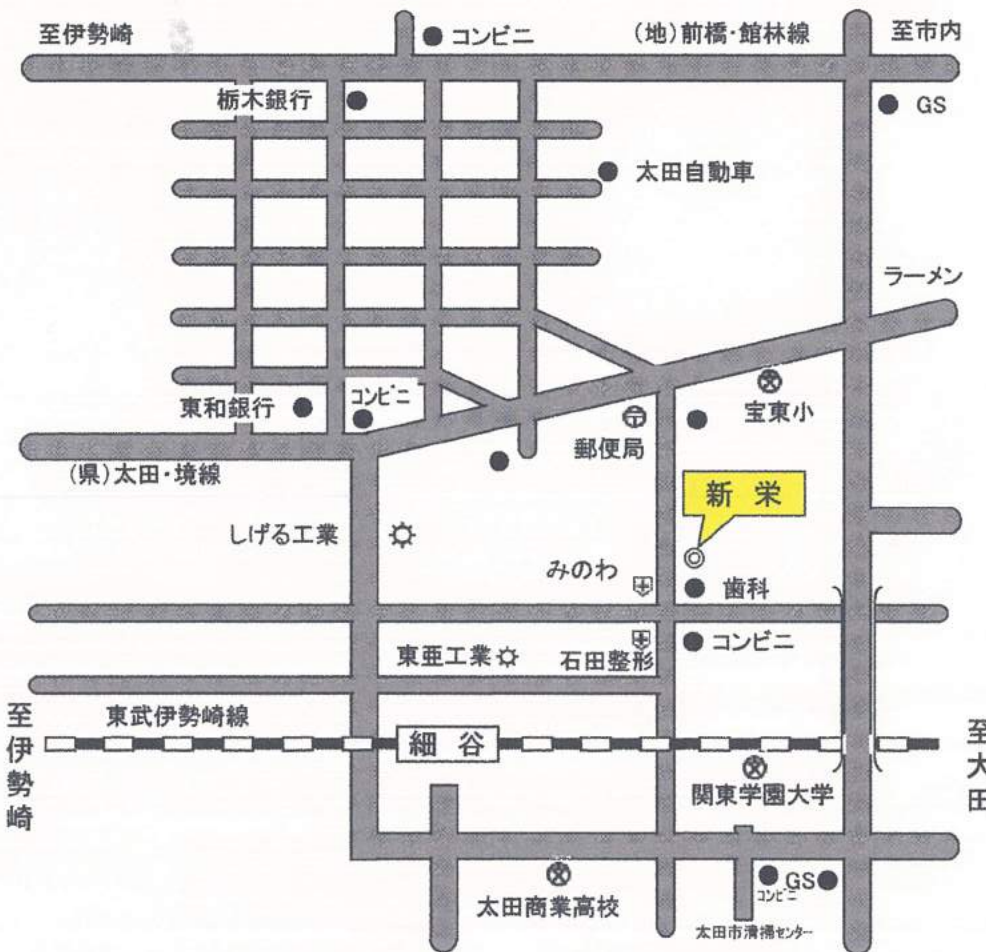 至伊勢崎
コンビニ
(地)前橋・館林線
至市内
栃木銀行
GS
太田自動車
ラーメン
東和銀行
コンビニ
宝東小
郵便局
(県)太田・境線
新 栄
しげる工業
みのわ
歯科
東亜工業
石田整形
コンビニ
至伊勢崎
東武伊勢崎線
細 谷
至大田
関東学園大学
太田商業高校
コンビニ
GS
太田市清掃センター